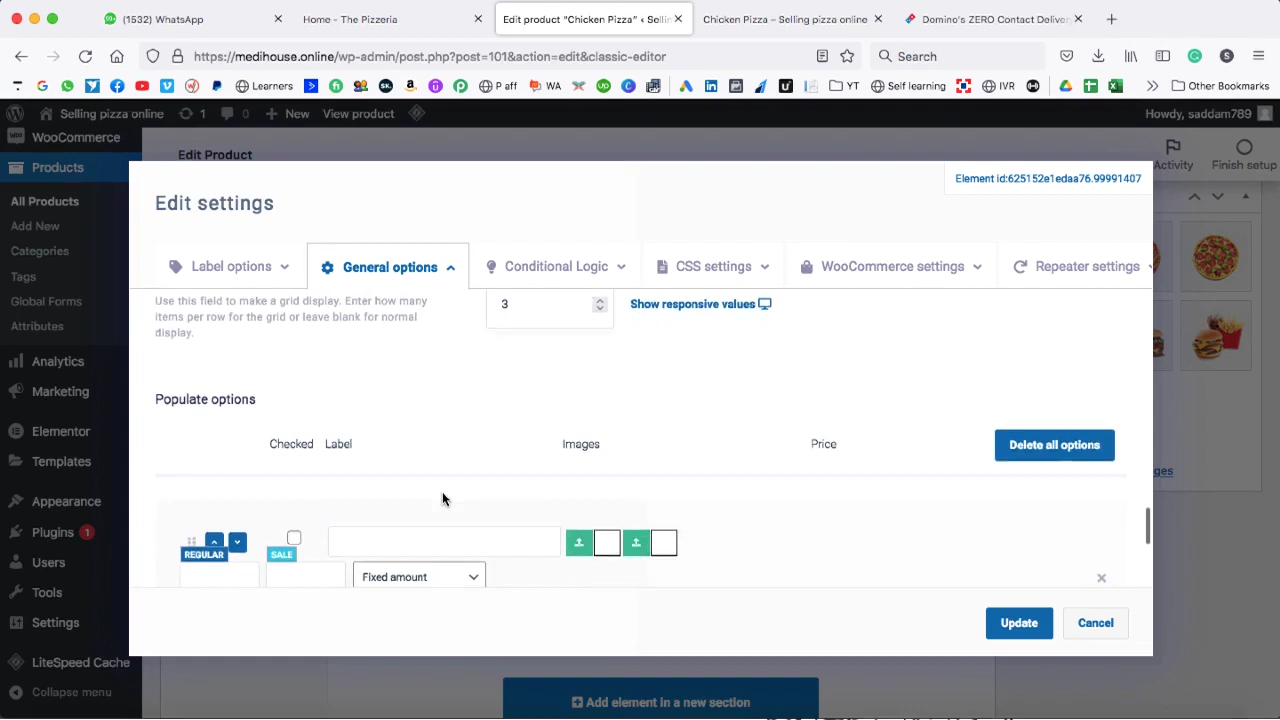 (1532) WhatsApp
Home - The Pizzeria
Edit product "Chicken Pizza" ‹ Sellin
Chicken Pizza – Selling pizza online
Domino's ZERO Contact Deliver
https://medihouse.online/wp-admin/post.php?post=101&action=edit&classic-editor
Search
Learners
P aff
WA
YT
Self learning
IVR
Other Bookmarks
Selling pizza online
1
0
New
View product
Howdy, saddam789
WooCommerce
Products
All Products
Add New
Categories
Tags
Global Forms
Attributes
Analytics
Marketing
Elementor
Templates
Appearance
Plugins 1
Users
Tools
Settings
LiteSpeed Cache
Collapse menu
Edit Product
Activity
Finish setup
Element id:625152e1edaa76.99991407
Edit settings
Label options
General options
Conditional Logic
CSS settings
WooCommerce settings
Repeater settings
Use this field to make a grid display. Enter how many
items per row for the grid or leave blank for normal
display.
3
Show responsive values
Populate options
Checked
Label
Images
Price
Delete all options
REGULAR
SALE
Fixed amount
Update
Cancel
Add element in a new section